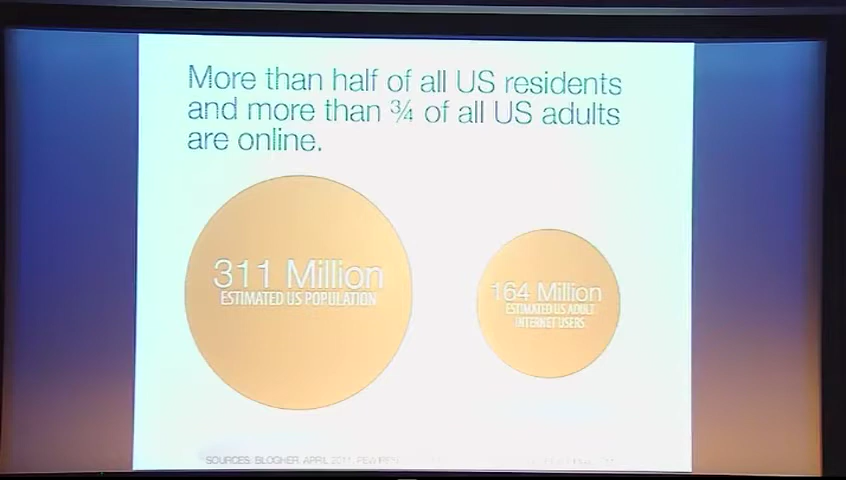 More than half of all US residents
and more than ¾ of all US adults
are online.
311 Million
ESTIMATED US POPULATION
164 Million
ESTIMATED US ADULT
INTERNET USERS
SOURCES: BLOGHER, APRIL 2011, PEW